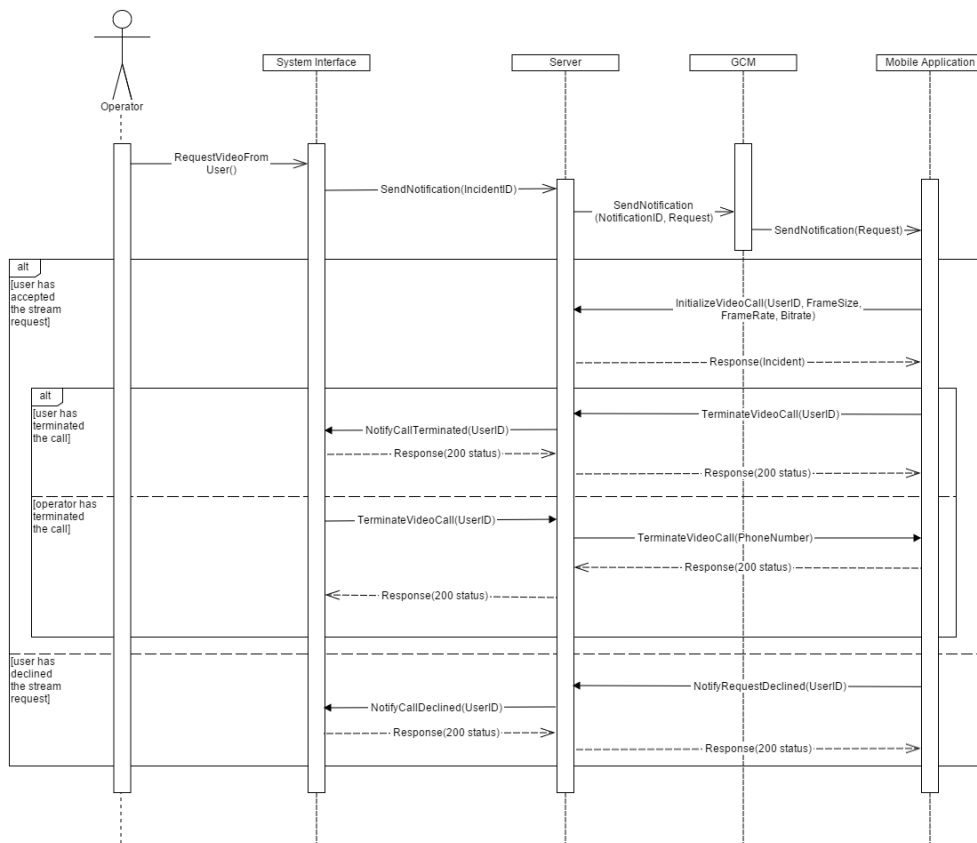 System Interface
Server
GCM
Mobile Application
Operator
RequestVideoFrom
User()
SendNotification(IncidentID)
SendNotification
(NotificationID, Request)
SendNotification(Request)
alt
[user has
accepted
the stream
request]
InitializeVideoCall(UserID, FrameSize,
FrameRate, Bitrate)
Response(Incident)
alt
[user has
terminated
the call]
TerminateVideoCall(UserID)
NotifyCallTerminated(UserID)
Response(200 status)
Response(200 status)
[operator has
terminated
the call]
TerminateVideoCall(UserID)
TerminateVideoCall(PhoneNumber)
Response(200 status)
Response(200 status)
[user has
declined
the stream
request]
NotifyRequestDeclined(UserID)
NotifyCallDeclined(UserID)
Response(200 status)
Response(200 status)